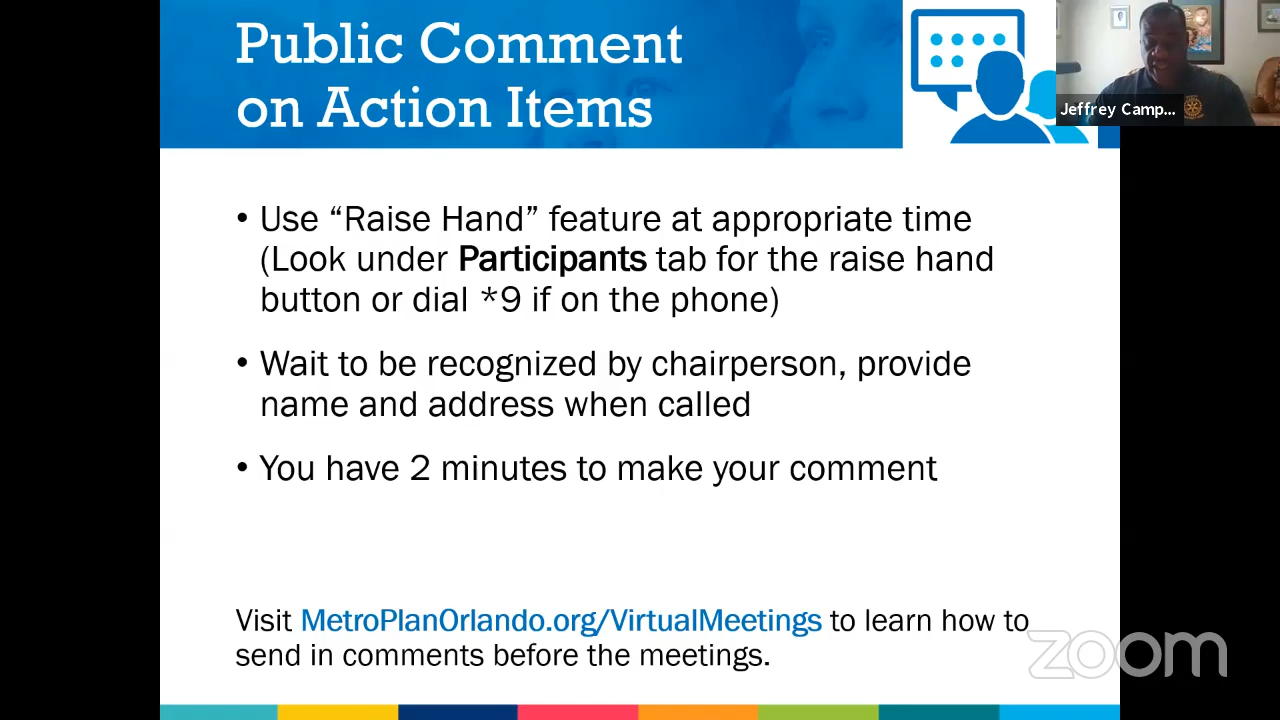 Public Comment
on Action Items
Jeffrey Camp...
• Use “Raise Hand” feature at appropriate time
(Look under Participants tab for the raise hand
button or dial *9 if on the phone)
• Wait to be recognized by chairperson, provide
name and address when called
• You have 2 minutes to make your comment
Visit MetroPlanOrlando.org/VirtualMeetings to learn how to
send in comments before the meetings.
zoom